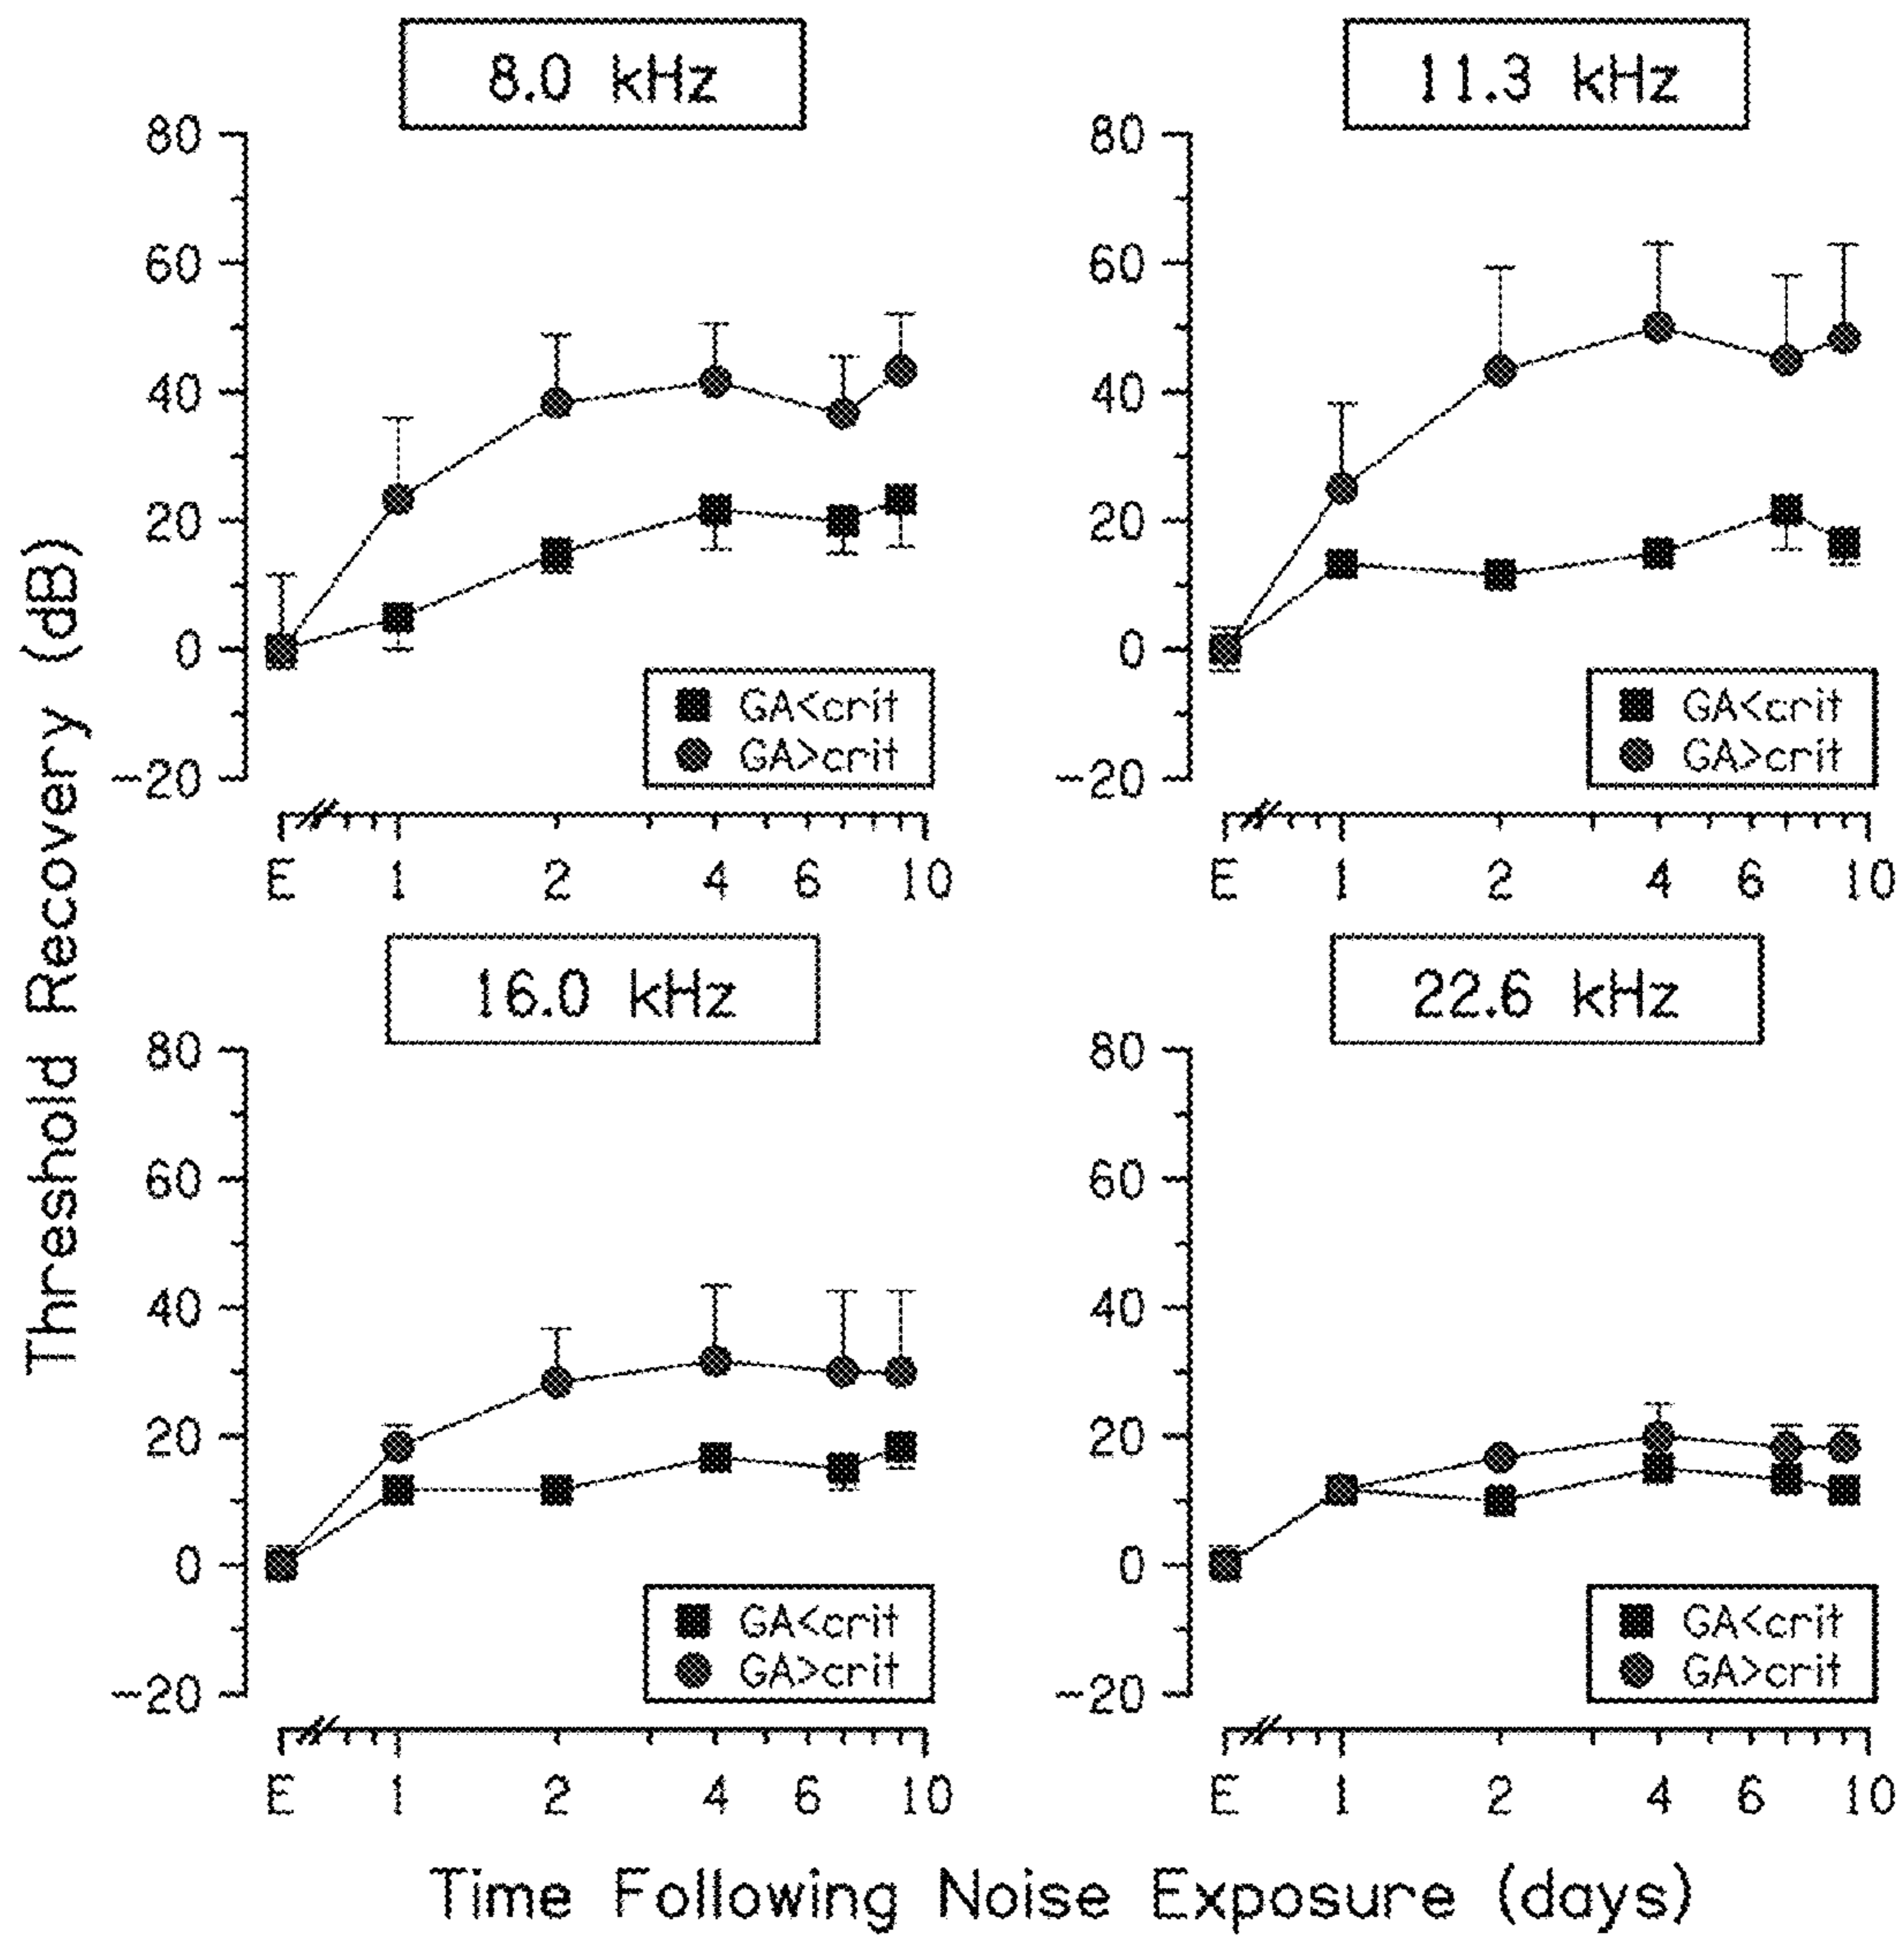 8.0 kHz
80
60
40
20
0
-20
GA<crit
GA>crit
E 1 2 4 6 10
11.3 kHz
80
60
40
20
0
-20
GA<crit
GA>crit
E 1 2 4 6 10
Threshold Recovery (dB)
16.0 kHz
80
60
40
20
0
-20
GA<crit
GA>crit
E 1 2 4 6 10
22.6 kHz
80
60
40
20
0
-20
GA<crit
GA>crit
E 1 2 4 6 10
Time Following Noise Exposure (days)